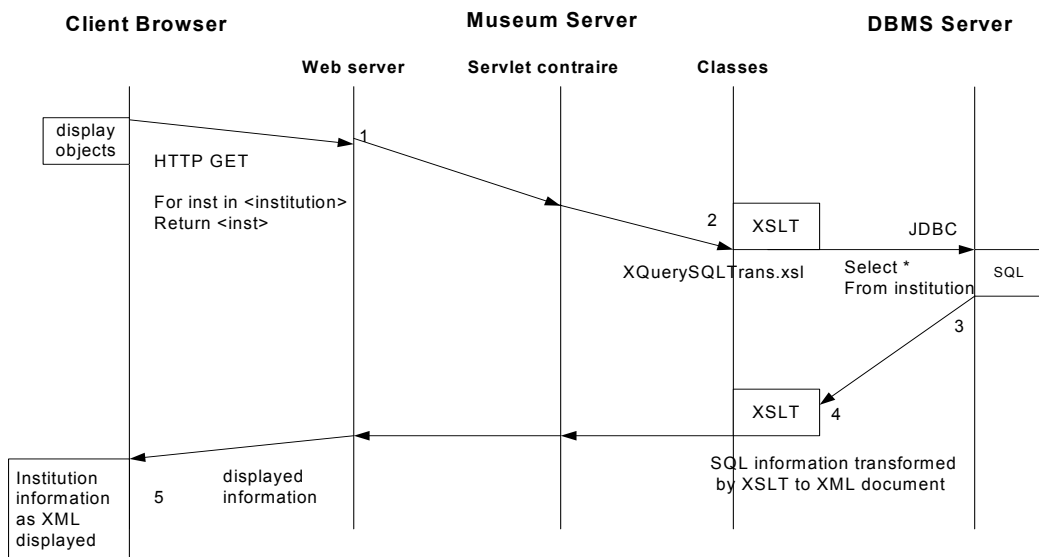 Client Browser
Museum Server
DBMS Server
Web server
Servlet contraire
Classes
display
objects
1
HTTP GET
For inst in <institution>
Return <inst>
2
XSLT
JDBC
XQuerySQLTrans.xsl
Select *
From institution
SQL
3
XSLT
4
SQL information transformed
by XSLT to XML document
displayed
information
5
Institution
information
as XML
displayed